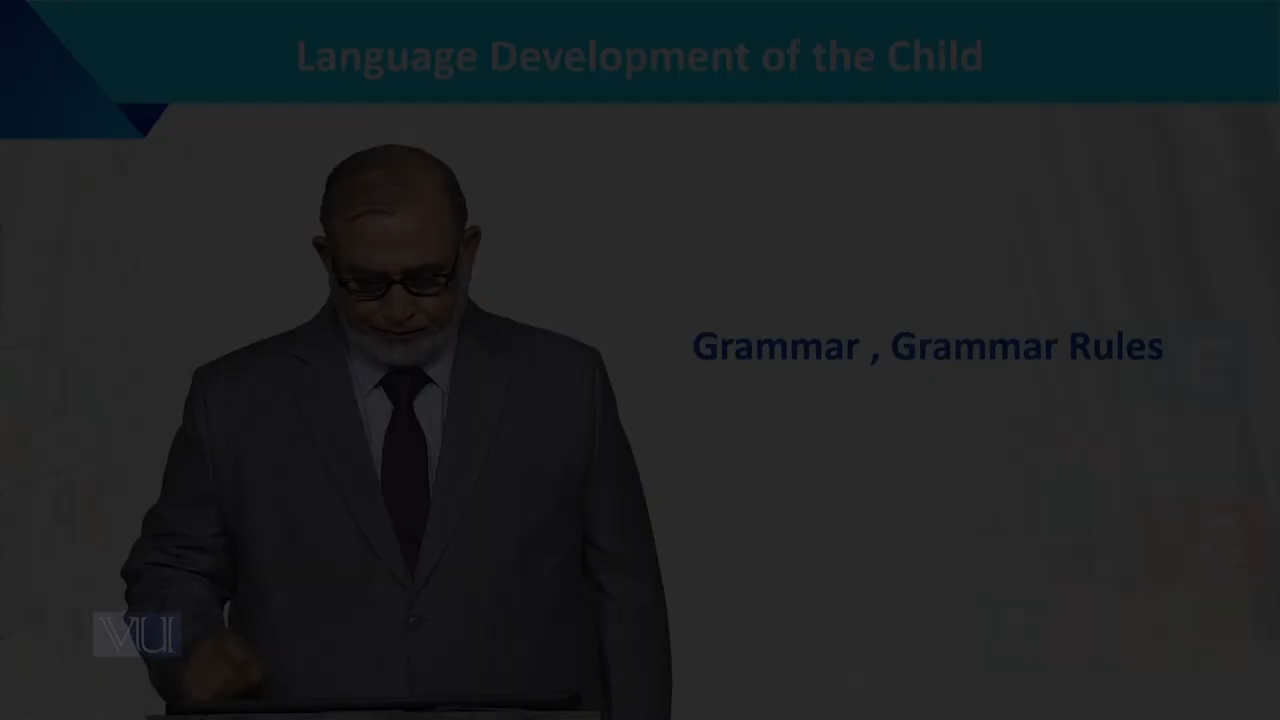 Language Development of the Child
Grammar , Grammar Rules
VU